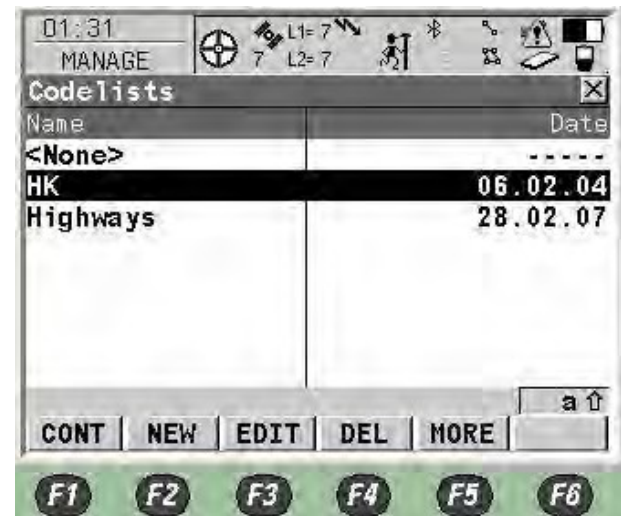 01:31
MANAGE
L1= 7
7 L2= 7
Codelists
Name Date
<None> -----
HK 06.02.04
Highways 28.02.07
a
CONT NEW EDIT DEL MORE
F1 F2 F3 F4 F5 F6